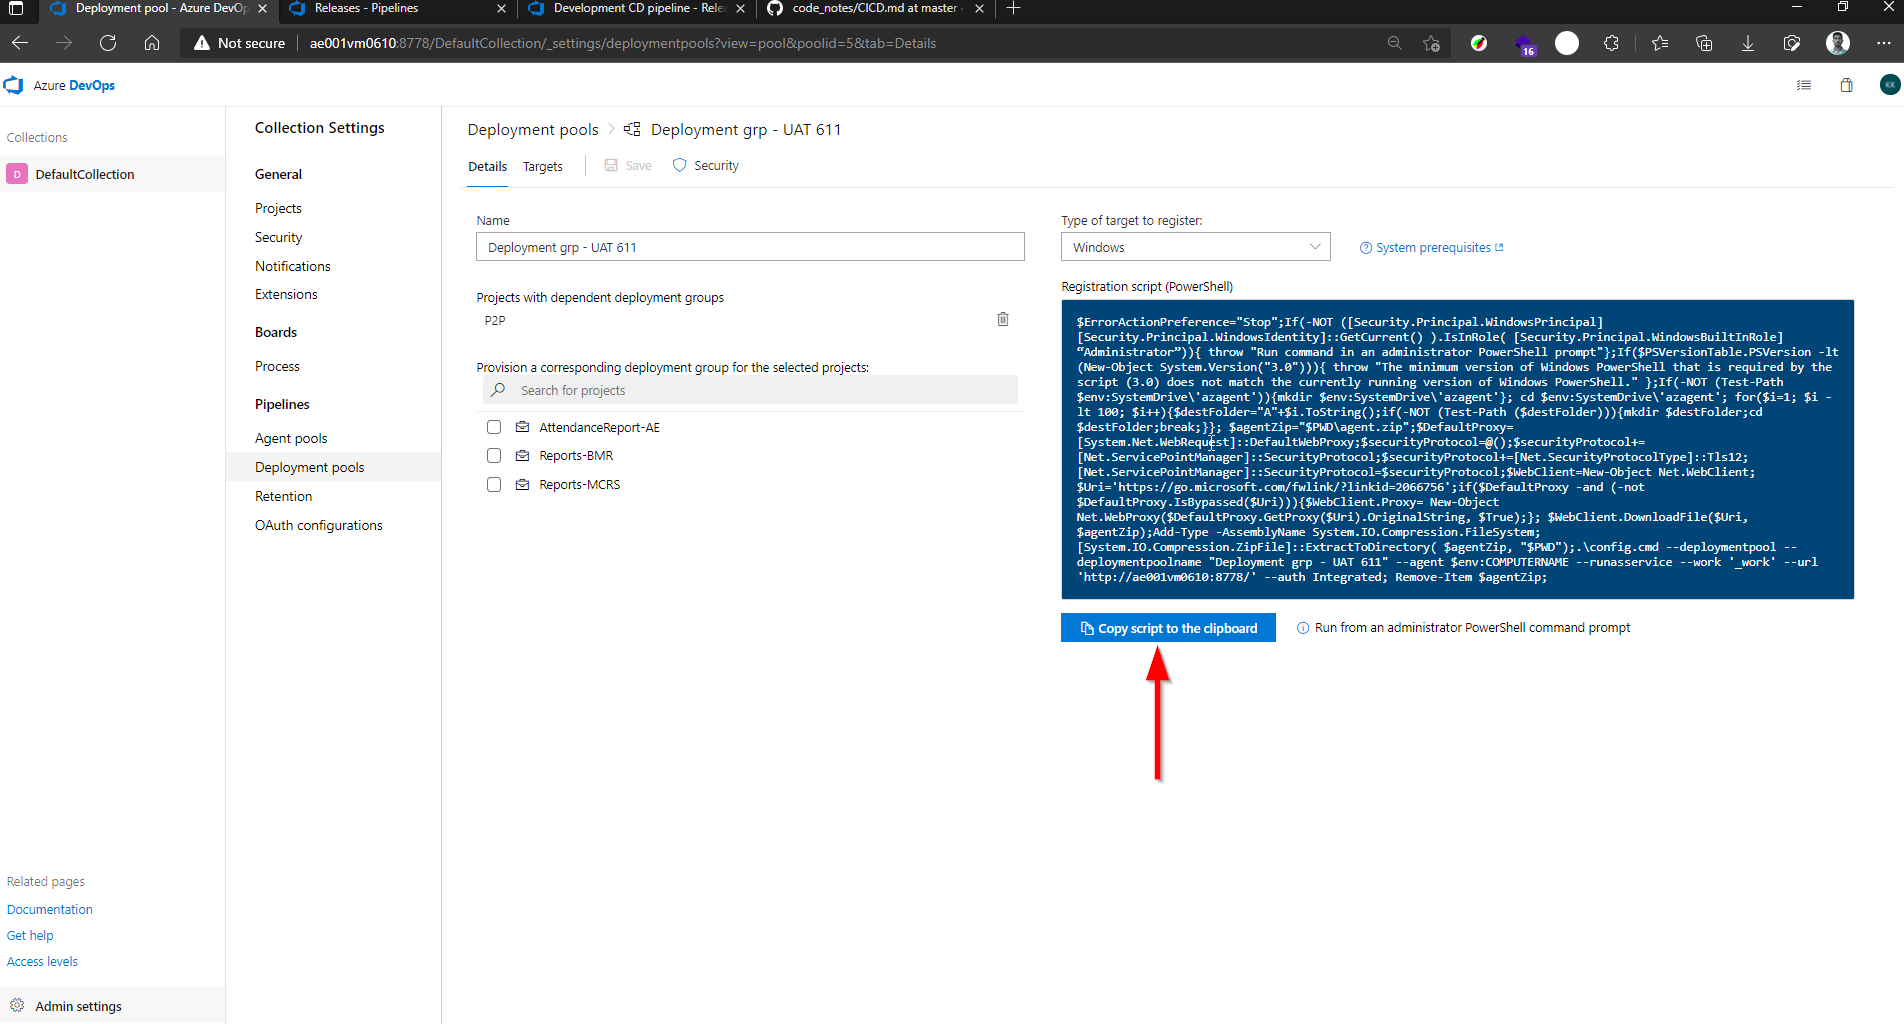 Deployment pool - Azure DevOp
Releases - Pipelines
Development CD pipeline - Rele
code_notes/CICD.md at master
Not secure
ae001vm0610:8778/DefaultCollection/_settings/deploymentpools?view=pool&poolid=5&tab=Details
16
Azure DevOps
KK
Collections
D
DefaultCollection
Collection Settings
General
Projects
Security
Notifications
Extensions
Boards
Process
Pipelines
Agent pools
Deployment pools
Retention
OAuth configurations
Related pages
Documentation
Get help
Access levels
Admin settings
Deployment pools > Deployment grp - UAT 611
Details Targets Save Security
Name
Deployment grp - UAT 611
Projects with dependent deployment groups
P2P
Provision a corresponding deployment group for the selected projects:
Search for projects
AttendanceReport-AE
Reports-BMR
Reports-MCRS
Type of target to register:
Windows
System prerequisites
Registration script (PowerShell)
$ErrorActionPreference="Stop";If(-NOT ([Security.Principal.WindowsPrincipal]
[Security.Principal.WindowsIdentity]::GetCurrent() ).IsInRole( [Security.Principal.WindowsBuiltInRole]
“Administrator”)){ throw "Run command in an administrator PowerShell prompt"};If($PSVersionTable.PSVersion -lt
(New-Object System.Version("3.0"))){ throw "The minimum version of Windows PowerShell that is required by the
script (3.0) does not match the currently running version of Windows PowerShell." };If(-NOT (Test-Path
$env:SystemDrive\'azagent')){mkdir $env:SystemDrive\'azagent'}; cd $env:SystemDrive\'azagent'; for($i=1; $i -
lt 100; $i++){$destFolder="A"+$i.ToString();if(-NOT (Test-Path ($destFolder))){mkdir $destFolder;cd
$destFolder;break;}}; $agentZip="$PWD\agent.zip";$DefaultProxy=
[System.Net.WebRequest]::DefaultWebProxy;$securityProtocol=@();$securityProtocol+=
[Net.ServicePointManager]::SecurityProtocol;$securityProtocol+=[Net.SecurityProtocolType]::Tls12;
[Net.ServicePointManager]::SecurityProtocol=$securityProtocol;$WebClient=New-Object Net.WebClient;
$Uri='https://go.microsoft.com/fwlink/?linkid=2066756';if($DefaultProxy -and (-not
$DefaultProxy.IsBypassed($Uri))){$WebClient.Proxy= New-Object
Net.WebProxy($DefaultProxy.GetProxy($Uri).OriginalString, $True);}; $WebClient.DownloadFile($Uri,
$agentZip);Add-Type -AssemblyName System.IO.Compression.FileSystem;
[System.IO.Compression.ZipFile]::ExtractToDirectory( $agentZip, "$PWD");.\config.cmd --deploymentpool --
deploymentpoolname "Deployment grp - UAT 611" --agent $env:COMPUTERNAME --runasservice --work '_work' --url
'http://ae001vm0610:8778/' --auth Integrated; Remove-Item $agentZip;
Copy script to the clipboard
Run from an administrator PowerShell command prompt